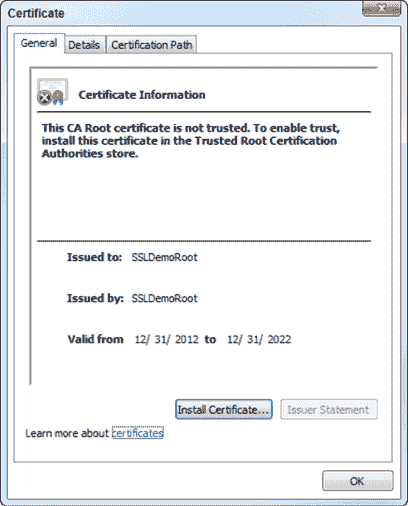 Certificate
General Details Certification Path
Certificate Information
This CA Root certificate is not trusted. To enable trust,
install this certificate in the Trusted Root Certification
Authorities store.
Issued to: SSLDemoRoot
Issued by: SSLDemoRoot
Valid from 12/ 31/ 2012 to 12/ 31/ 2022
Install Certificate... Issuer Statement
Learn more about certificates
OK